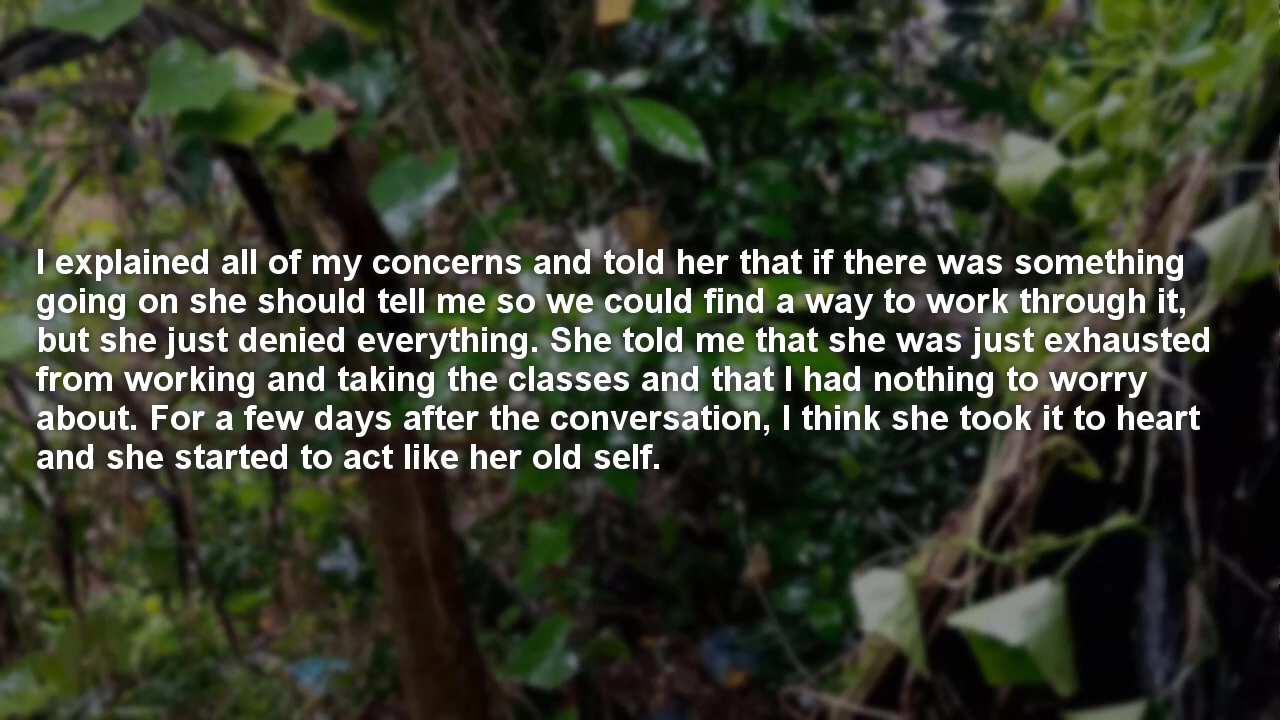 I explained all of my concerns and told her that if there was something
going on she should tell me so we could find a way to work through it,
but she just denied everything. She told me that she was just exhausted
from working and taking the classes and that I had nothing to worry
about. For a few days after the conversation, I think she took it to heart
and she started to act like her old self.